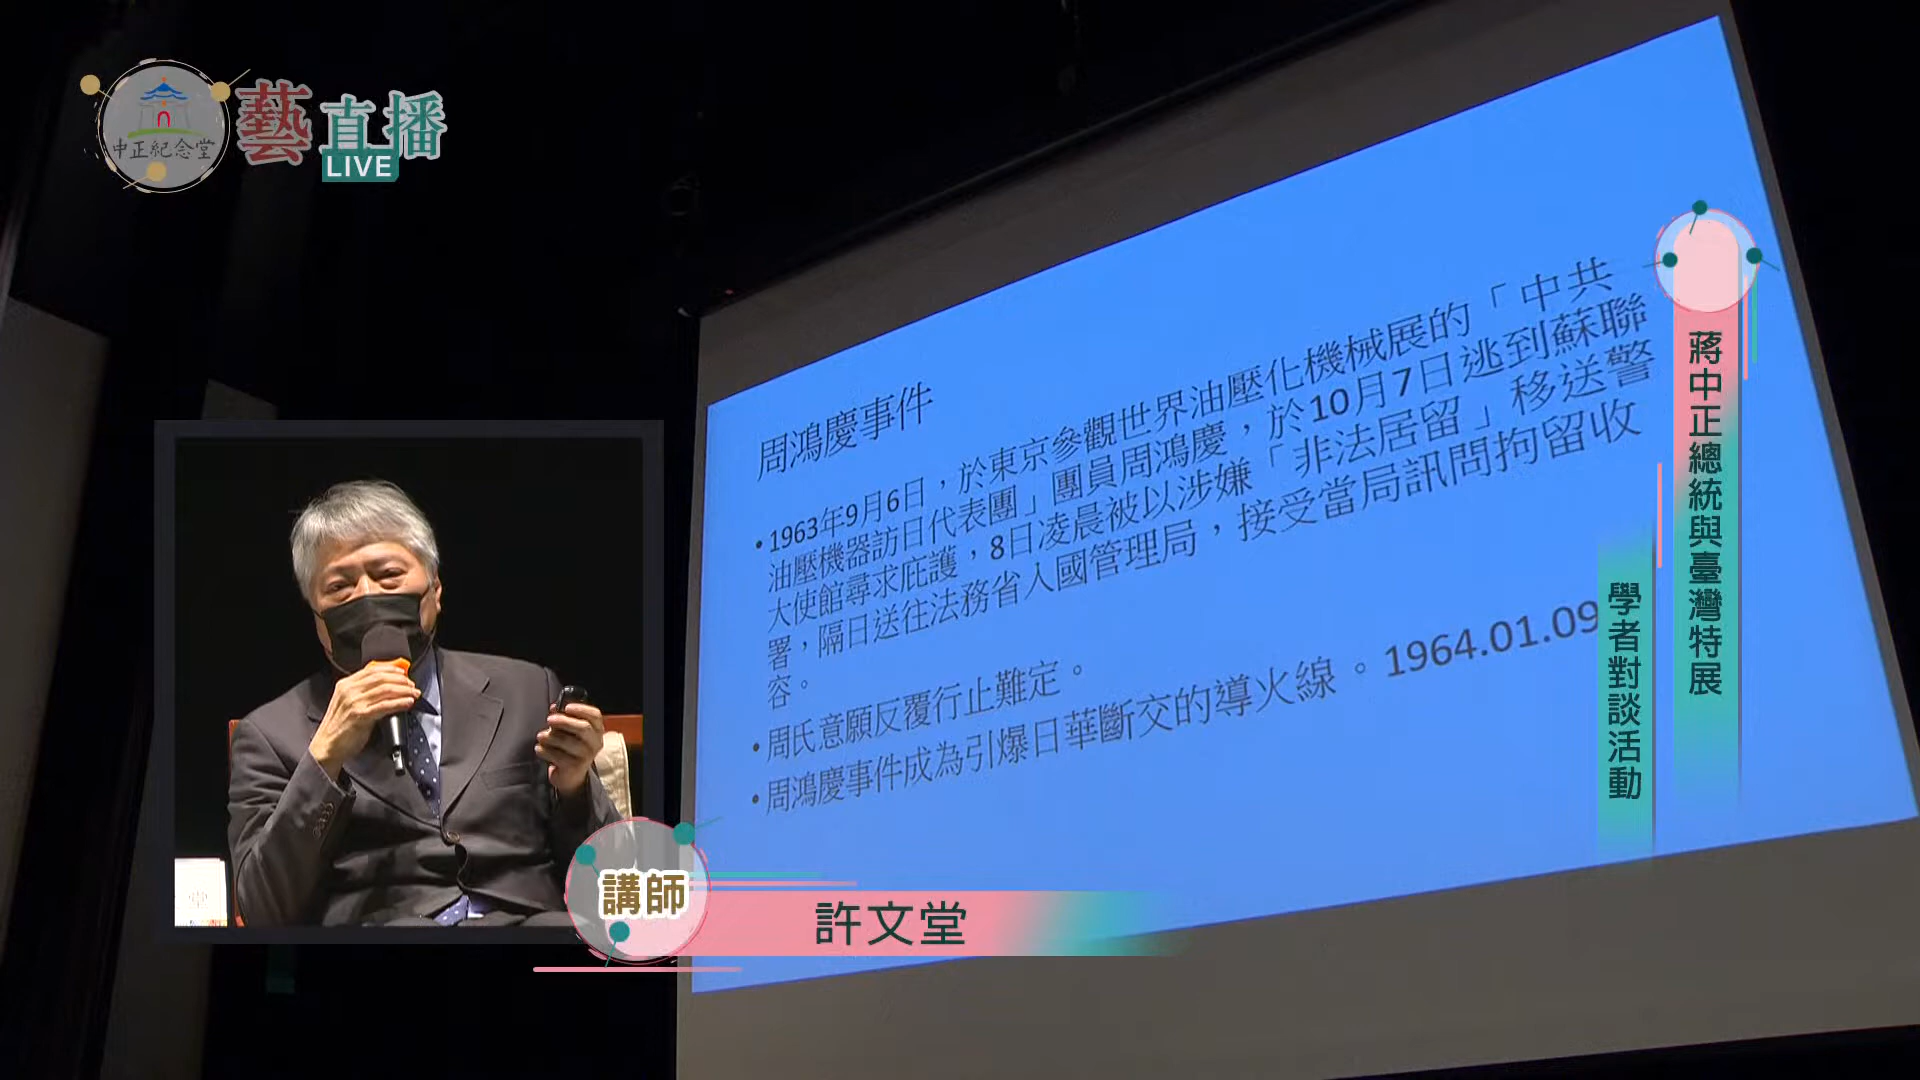 中正紀念堂
藝直播
LIVE
周鴻慶事件
• 1963年9月6日，於東京參觀世界油壓化機械展的「中共
油壓機器訪日代表團」團員周鴻慶，於10月7日逃到蘇聯
大使館尋求庇護，8日凌晨被以涉嫌「非法居留」移送警
署，隔日送往法務省入國管理局，接受當局訊問拘留收
容。
• 周氏意願反覆行止難定。
• 周鴻慶事件成為引爆日華斷交的導火線。1964.01.09
蔣中正總統與臺灣特展
學者對談活動
講師
許文堂